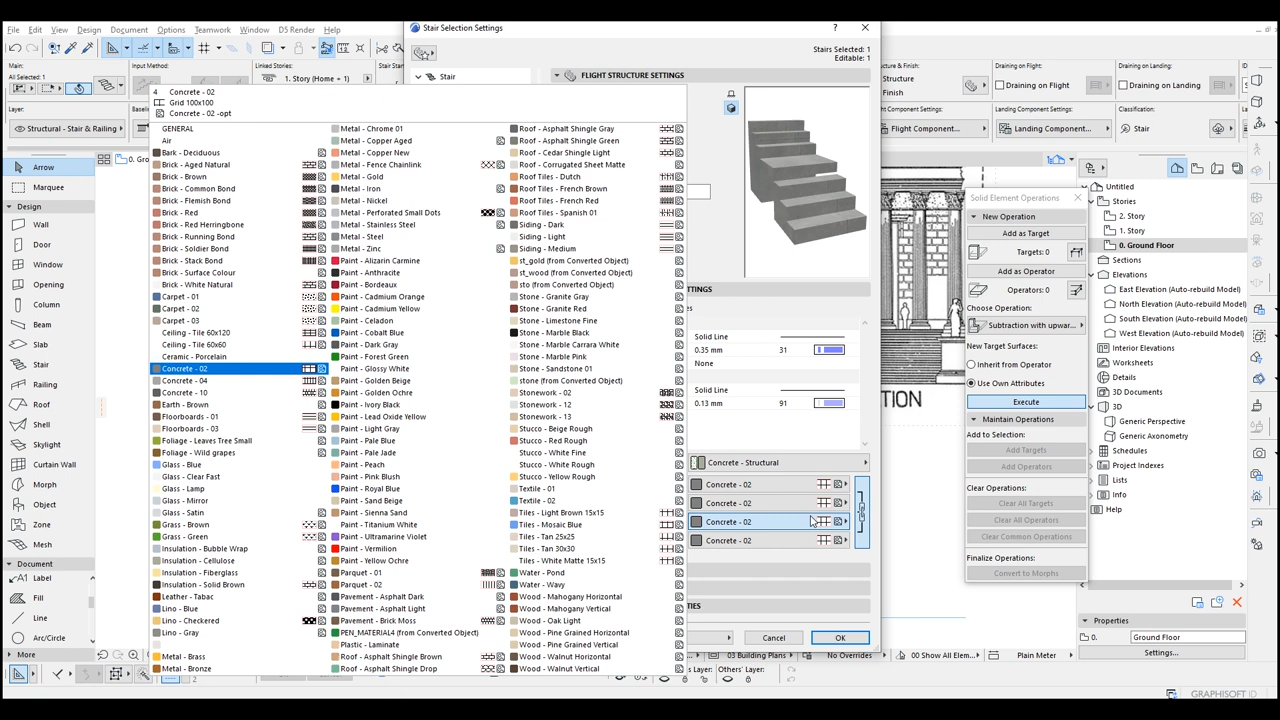 Stair Selection Settings
File Edit View Design Document Options Teamwork Window D5 Render Help
Stairs Selected: 1
Editable: 1
Stair
FLIGHT STRUCTURE SETTINGS
Main:
All Selected: 1
Input Method:
Linked Stories:
1. Story (Home + 1)
Structure
Finish
Draining on Flight:
Draining on Flight
Draining on Landing:
Draining on Landing
Layer:
Structural - Stair & Railing
Flight Component Settings:
Flight Component...
Landing Component Settings:
Landing Component...
Classification:
Stair
4 Concrete - 02
Grid 100x100
Concrete - 02 -opt
GENERAL
Air
Bark - Deciduous
Brick - Aged Natural
Brick - Brown
Brick - Common Bond
Brick - Flemish Bond
Brick - Red
Brick - Red Herringbone
Brick - Running Bond
Brick - Soldier Bond
Brick - Stack Bond
Brick - Surface Colour
Brick - White Natural
Carpet - 01
Carpet - 02
Carpet - 03
Ceiling - Tile 60x120
Ceiling - Tile 60x60
Ceramic - Porcelain
Concrete - 02
Concrete - 04
Concrete - 10
Earth - Brown
Floorboards - 01
Floorboards - 03
Foliage - Leaves Tree Small
Foliage - Wild grapes
Glass - Blue
Glass - Clear Fast
Glass - Lamp
Glass - Mirror
Glass - Satin
Grass - Brown
Grass - Green
Insulation - Bubble Wrap
Insulation - Cellulose
Insulation - Fiberglass
Insulation - Solid Brown
Leather - Tabac
Lino - Blue
Lino - Checkered
Lino - Gray
Metal - Brass
Metal - Bronze
Metal - Chrome 01
Metal - Copper Aged
Metal - Copper New
Metal - Fence Chainlink
Metal - Gold
Metal - Iron
Metal - Nickel
Metal - Perforated Small Dots
Metal - Stainless Steel
Metal - Zinc
Paint - Alizarin Carmine
Paint - Anthracite
Paint - Bordeaux
Paint - Cadmium Orange
Paint - Cadmium Yellow
Paint - Celadon
Paint - Cobalt Blue
Paint - Dark Gray
Paint - Forest Green
Paint - Glossy White
Paint - Golden Beige
Paint - Golden Ochre
Paint - Ivory Black
Paint - Lead Oxide Yellow
Paint - Light Gray
Paint - Pale Blue
Paint - Pale Jade
Paint - Peach
Paint - Pink Blush
Paint - Royal Blue
Paint - Sand Beige
Paint - Sienna Sand
Paint - Titanium White
Paint - Ultramarine Violet
Paint - Vermilion
Paint - Yellow Ochre
Parquet - 01
Parquet - 02
Pavement - Asphalt Dark
Pavement - Asphalt Light
Pavement - Brick Moss
PEN_MATERIAL4 (from Converted Object)
Plastic - Laminate
Roof - Asphalt Shingle Brown
Roof - Asphalt Shingle Drop
Roof - Asphalt Shingle Gray
Roof - Asphalt Shingle Green
Roof - Cedar Shingle Light
Roof - Corrugated Sheet Matte
Roof Tiles - Dutch
Roof Tiles - French Brown
Roof Tiles - French Red
Roof Tiles - Spanish 01
Siding - Dark
Siding - Light
Siding - Medium
st_gold (from Converted Object)
st_wood (from Converted Object)
sto (from Converted Object)
Stone - Granite Gray
Stone - Granite Red
Stone - Limestone Fine
Stone - Marble Black
Stone - Marble Carrara White
Stone - Marble Pink
Stone - Sandstone 01
stone (from Converted Object)
Stonework - 02
Stonework - 12
Stonework - 13
Stucco - Beige Rough
Stucco - Red Rough
Stucco - White Fine
Stucco - White Rough
Stucco - Yellow Rough
Textile - 01
Textile - 02
Tiles - Light Brown 15x15
Tiles - Mosaic Blue
Tiles - Tan 25x25
Tiles - Tan 30x30
Tiles - White Matte 15x15
Water - Pond
Water - Wavy
Wood - Mahogany Horizontal
Wood - Mahogany Vertical
Wood - Oak Light
Wood - Pine Grained Horizontal
Wood - Pine Grained Vertical
Wood - Walnut Horizontal
Wood - Walnut Vertical
Arrow
Marquee
Design
Wall
Door
Window
Opening
Column
Beam
Slab
Stair
Railing
Roof
Shell
Skylight
Curtain Wall
Morph
Object
Zone
Mesh
Document
Label
Fill
Line
Arc/Circle
More
Solid Line
0.35 mm 31
None
Solid Line
0.13 mm 91
Concrete - Structural
Concrete - 02
Concrete - 02
Concrete - 02
Concrete - 02
Cancel
OK
Solid Element Operations
New Operation
Add as Target
Targets: 0
Add as Operator
Operators: 0
Choose Operation:
Subtraction with upwar...
New Target Surfaces:
Inherit from Operator
Use Own Attributes
Execute
Maintain Operations
Add to Selection:
Add Targets
Add Operators
Clear Operations:
Clear All Targets
Clear All Operators
Clear Common Operations
Finalize Operations:
Convert to Morphs
Untitled
Stories
2. Story
1. Story
0. Ground Floor
Sections
Elevations
East Elevation (Auto-rebuild Model)
North Elevation (Auto-rebuild Model)
South Elevation (Auto-rebuild Model)
West Elevation (Auto-rebuild Model)
Interior Elevations
Worksheets
Details
3D Documents
3D
Generic Perspective
Generic Axonometry
Schedules
Project Indexes
Lists
Info
Help
Properties
0. Ground Floor
Settings...
03 Building Plans
No Overrides
00 Show All Elem...
Plain Meter
Others' Layer:
GRAPHISOFT ID